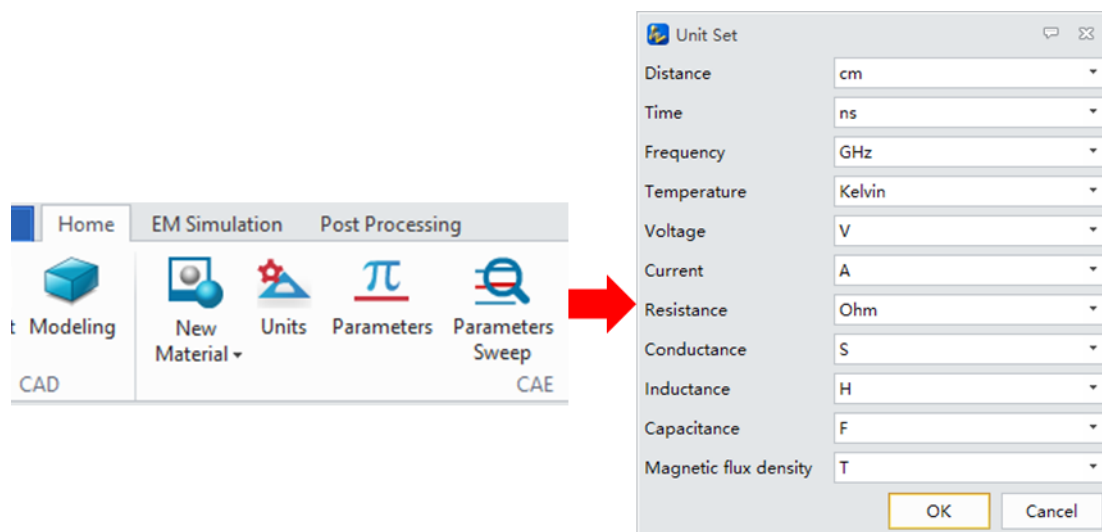 Home EM Simulation Post Processing
t Modeling New Material Units Parameters Parameters Sweep
CAD CAE
Unit Set
Distance cm
Time ns
Frequency GHz
Temperature Kelvin
Voltage V
Current A
Resistance Ohm
Conductance S
Inductance H
Capacitance F
Magnetic flux density T
OK Cancel